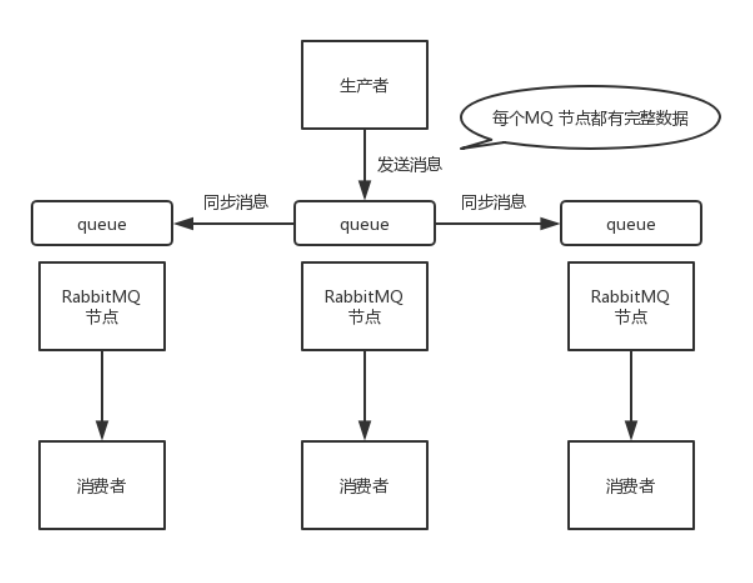 生产者
每个MQ 节点都有完整数据
发送消息
同步消息
同步消息
queue
queue
queue
RabbitMQ
节点
RabbitMQ
节点
RabbitMQ
节点
消费者
消费者
消费者